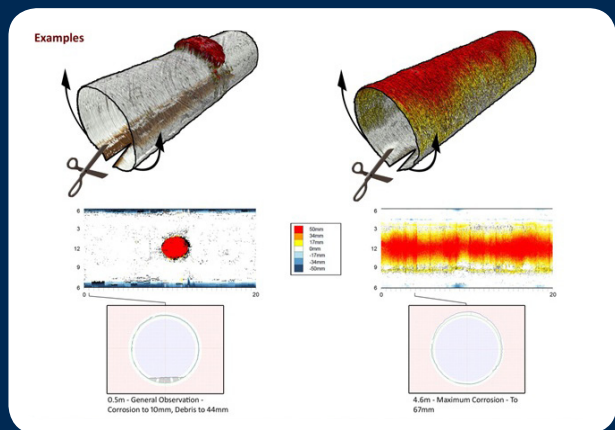 Examples
6
3
12
9
6
0
20
50mm
34mm
17mm
0mm
-17mm
-34mm
-50mm
6
3
12
9
6
0
20
0.5m - General Observation -
Corrosion to 10mm, Debris to 44mm
4.6m - Maximum Corrosion - To
67mm